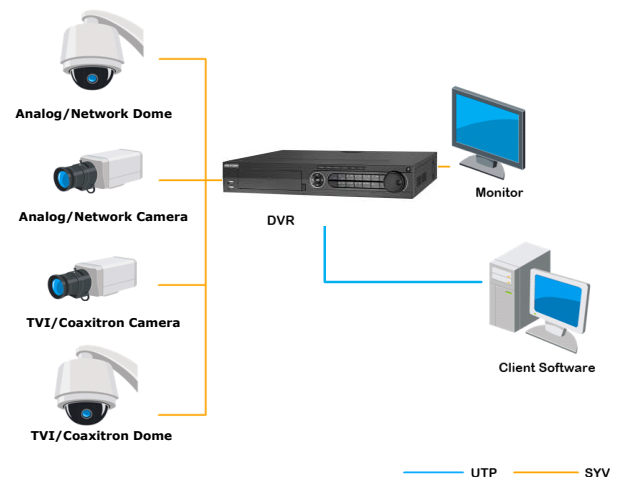 Analog/Network Dome
Analog/Network Camera
TVI/Coaxitron Camera
TVI/Coaxitron Dome
DVR
Monitor
Client Software
UTP
SYV